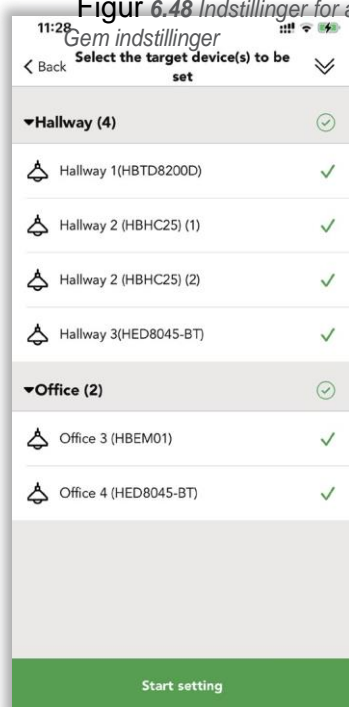 Figur 6.48 Indstillinger for a
11:28
Gem indstillinger
Back
Select the target device(s) to be
set
Hallway (4)
Hallway 1(HBTD8200D)
Hallway 2 (HBHC25) (1)
Hallway 2 (HBHC25) (2)
Hallway 3(HED8045-BT)
Office (2)
Office 3 (HBEM01)
Office 4 (HED8045-BT)
Start setting